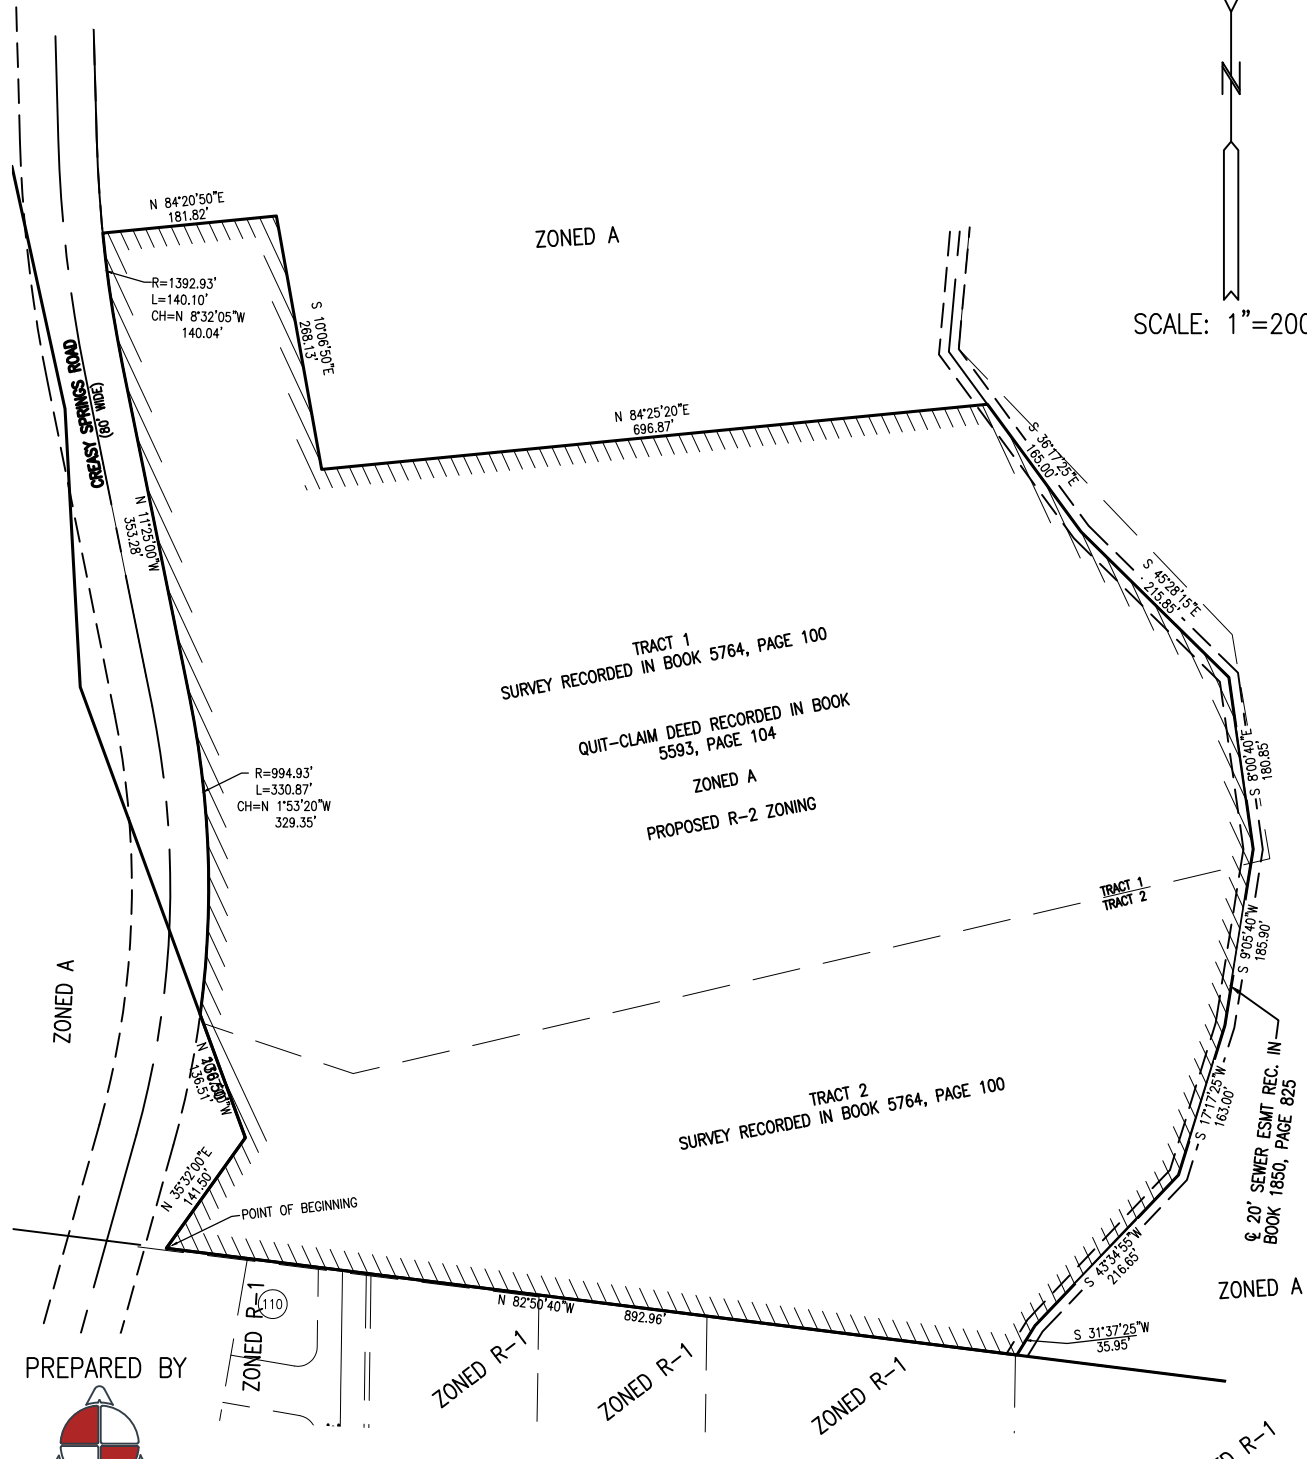 N
SCALE: 1"=200
N 84°20'50"E
181.82'
ZONED A
R=1392.93'
L=140.10'
CH=N 8°32'05"W
140.04'
S 10°06'50"E
268.13'
CREASY SPRINGS ROAD
(80' WIDE)
N 84°25'20"E
696.87'
S 36°17'25"E
165.00'
N 11°25'00"W
353.28'
S 45°28'15"E
215.85'
TRACT 1
SURVEY RECORDED IN BOOK 5764, PAGE 100
QUIT-CLAIM DEED RECORDED IN BOOK
5593, PAGE 104
ZONED A
PROPOSED R-2 ZONING
R=994.93'
L=330.87'
CH=N 1°53'20"W
329.35'
S 8°00'40"E
180.85'
TRACT 1
TRACT 2
S 9°05'40"W
185.90'
ZONED A
N
136.51'
TRACT 2
SURVEY RECORDED IN BOOK 5764, PAGE 100
S 17°17'25"W
163.00'
℄ 20' SEWER ESMT REC. IN
BOOK 1850, PAGE 825
N 35°32'00"E
141.50'
POINT OF BEGINNING
S 43°34'55"W
216.65'
ZONED A
N 82°50'40"W
892.96'
S 31°37'25"W
35.95'
110
ZONED R-1
ZONED R-1
ZONED R-1
ZONED R-1
R-1
PREPARED BY